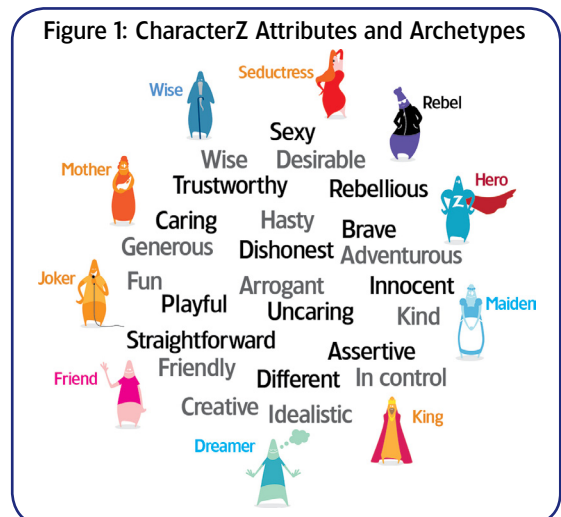 Figure 1: CharacterZ Attributes and Archetypes
Seductress
Wise
Rebel
Sexy
Wise Desirable
Mother
Trustworthy Rebellious
Hero
Z
Caring Hasty Brave
Generous Dishonest Adventurous
Joker
Fun Arrogant Innocent
Playful Uncaring Kind
Maiden
Straightforward Assertive
Friend
Friendly Different In control
Creative Idealistic
King
Dreamer